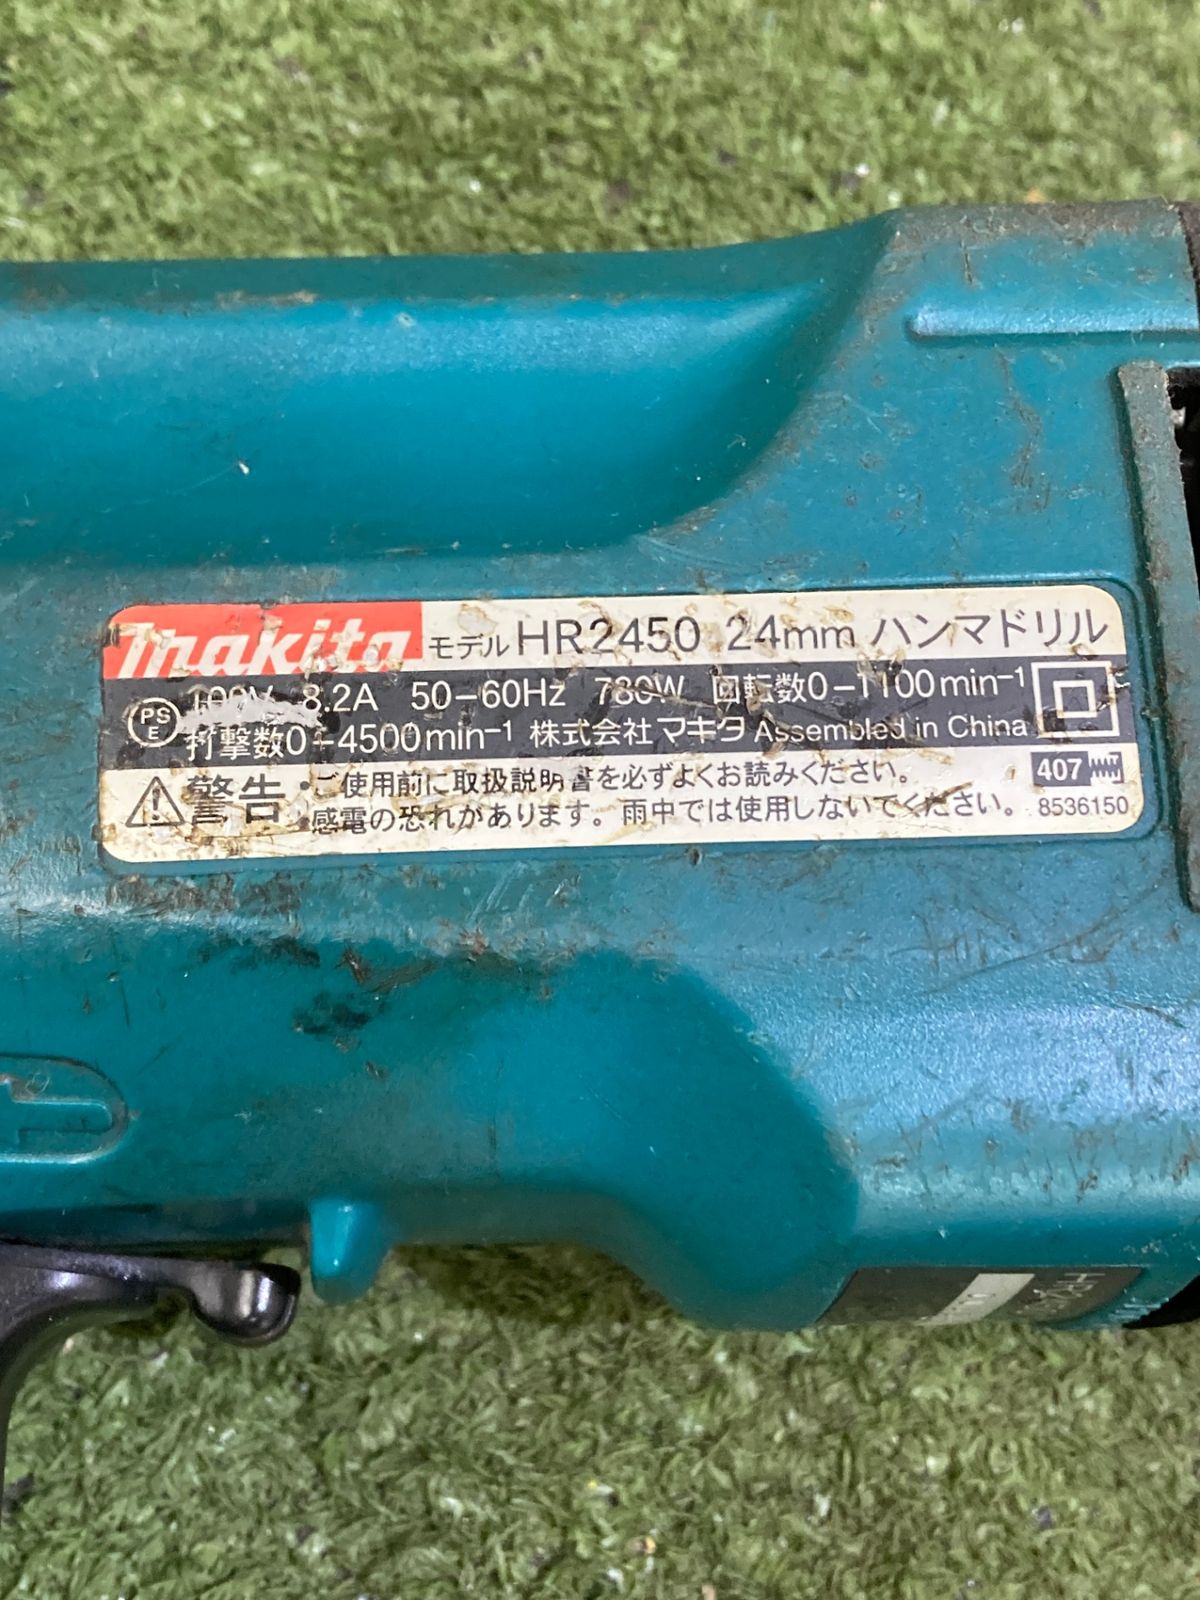 makita モデル HR2450 24mm ハンマドリル
PS E 100V 8.2A 50-60Hz 780W 回転数0-1100min⁻¹
打撃数0-4500min⁻¹ 株式会社マキタ Assembled in China
警告 ・ご使用前に取扱説明書を必ずよくお読みください。
・感電の恐れがあります。雨中では使用しないでください。
407
8536150